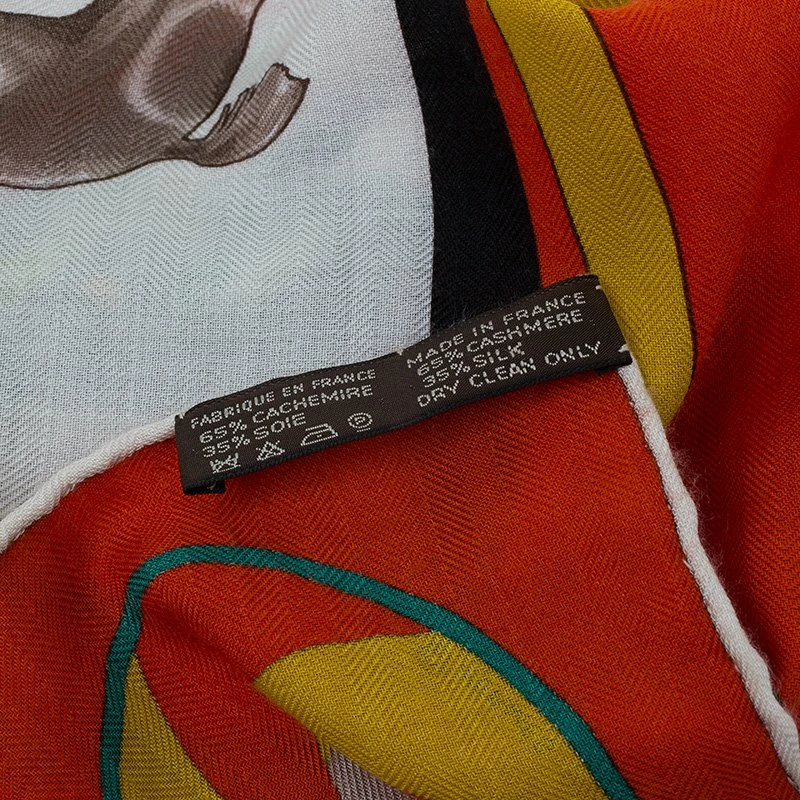 FABRIQUE EN FRANCE
65% CACHEMIRE
35% SOIE
MADE IN FRANCE
65% CASHMERE
35% SILK
DRY CLEAN ONLY